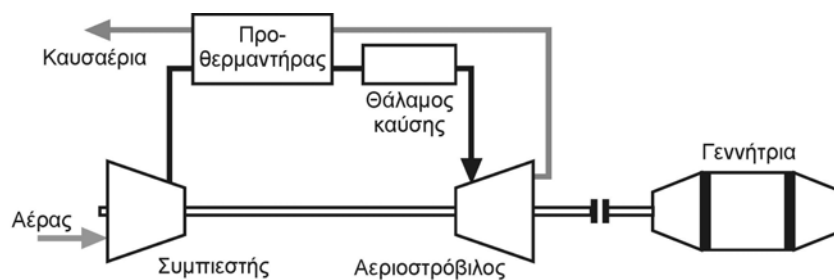 Προ-
θερμαντήρας
Καυσαέρια
Θάλαμος
καύσης
Γεννήτρια
Αέρας
Συμπιεστής
Αεριοστρόβιλος